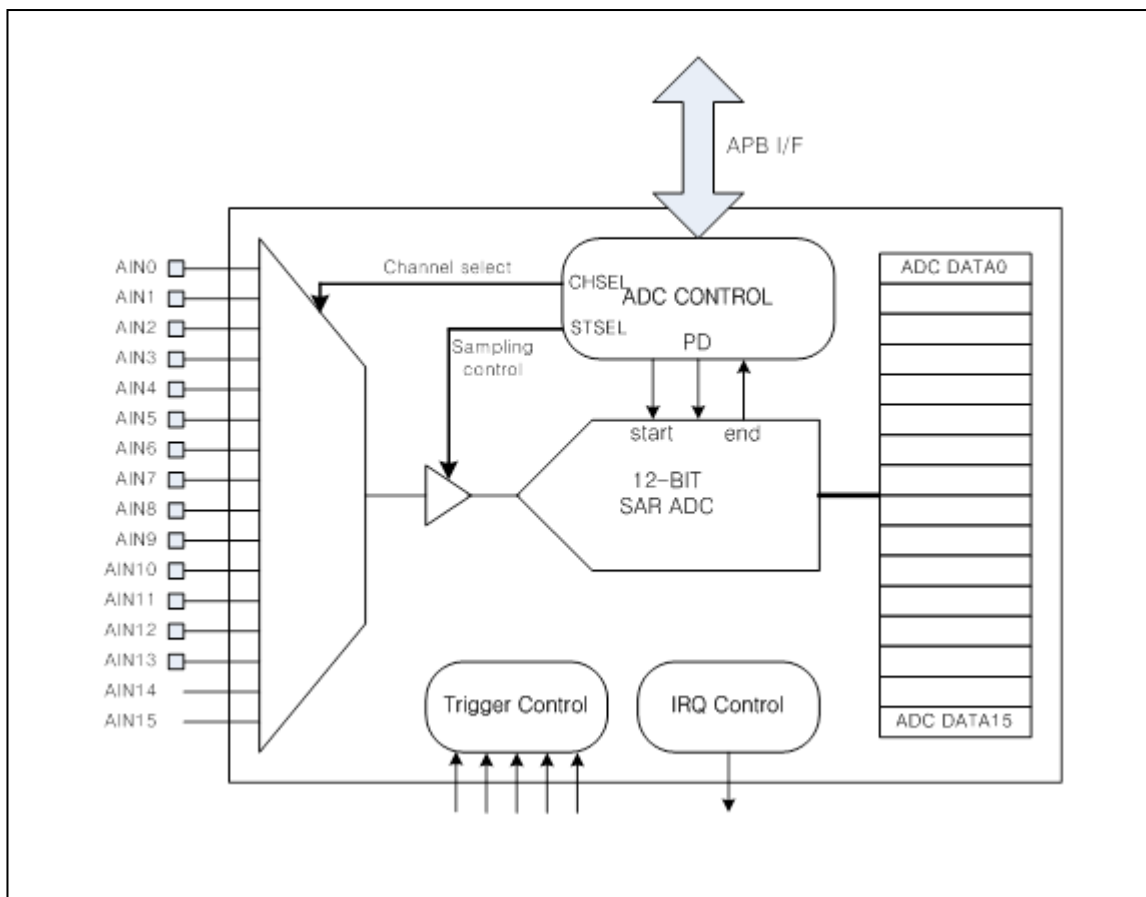 APB I/F
AIN0
AIN1
AIN2
AIN3
AIN4
AIN5
AIN6
AIN7
AIN8
AIN9
AIN10
AIN11
AIN12
AIN13
AIN14
AIN15
Channel select
Sampling
control
CHSEL
ADC CONTROL
STSEL
PD
start
end
12-BIT
SAR ADC
ADC DATA0
ADC DATA15
Trigger Control
IRQ Control